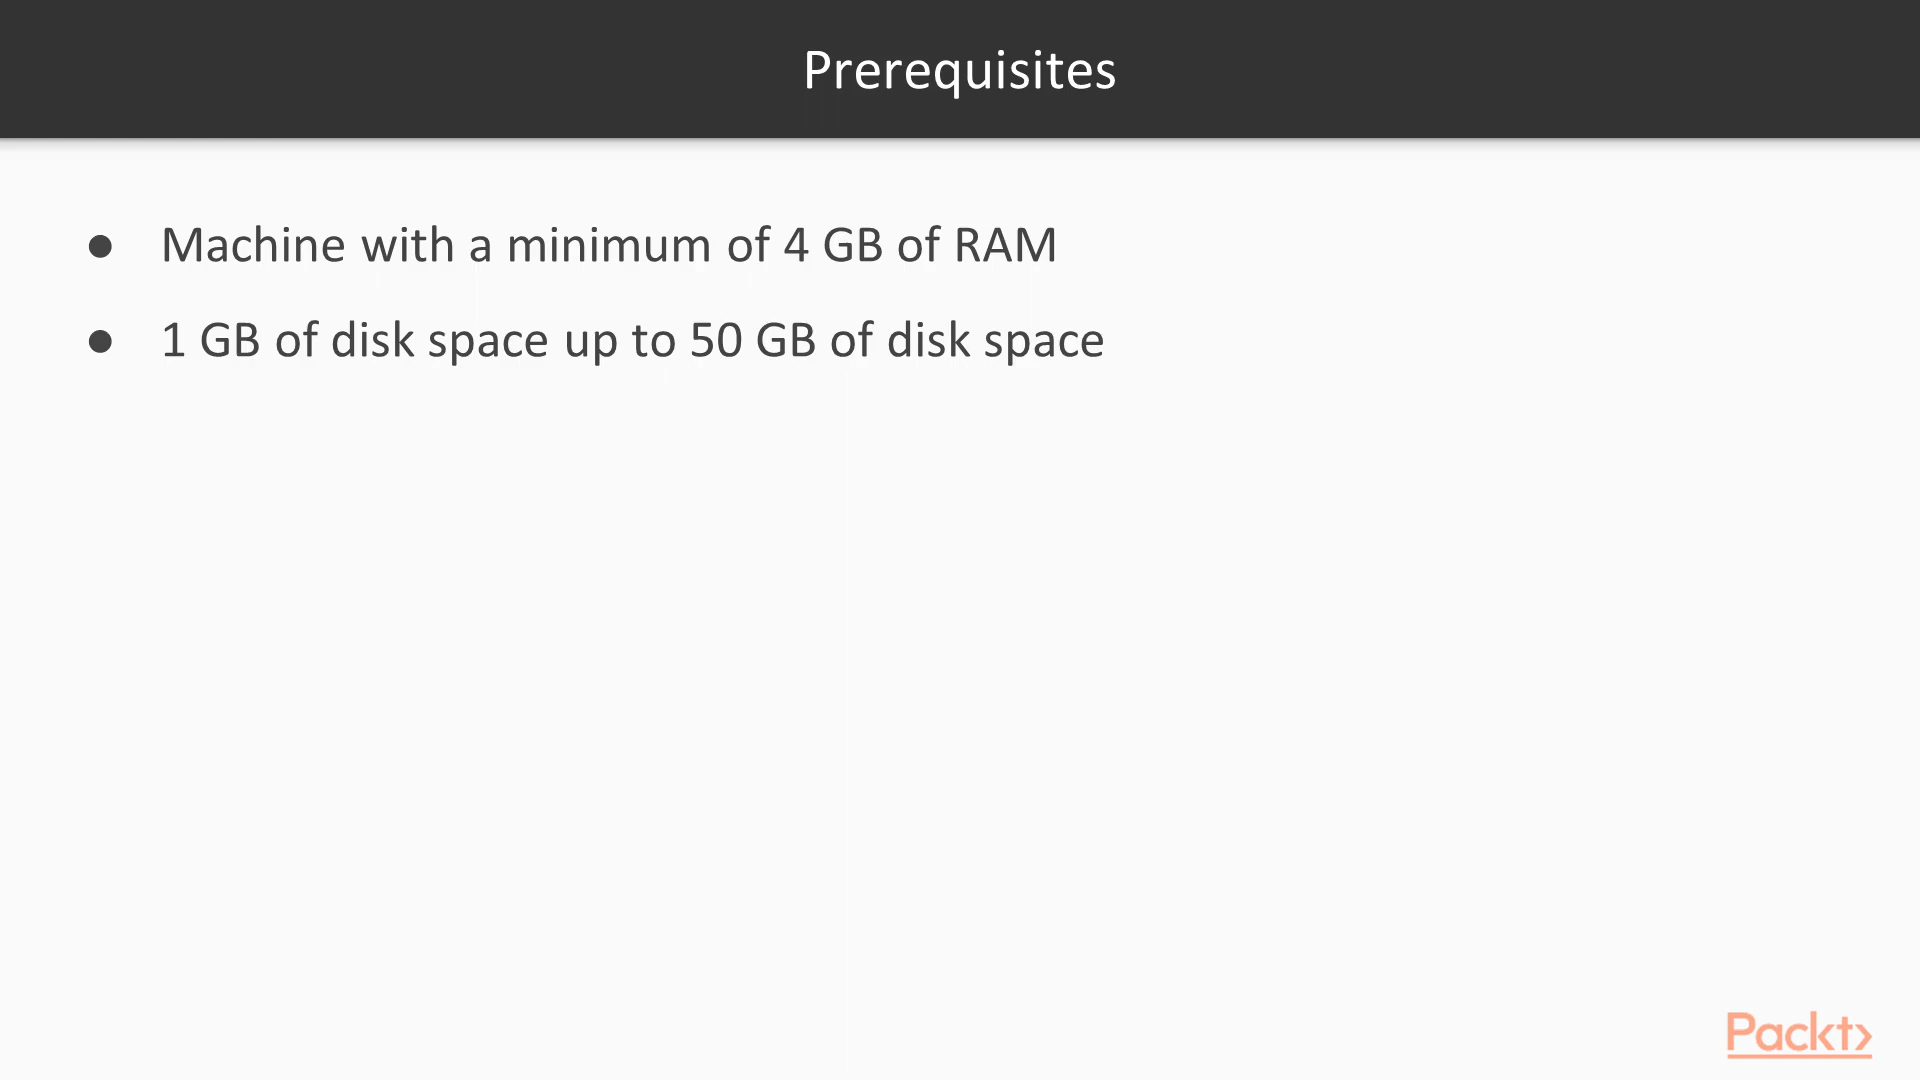 Prerequisites
● Machine with a minimum of 4 GB of RAM
● 1 GB of disk space up to 50 GB of disk space
Packt>